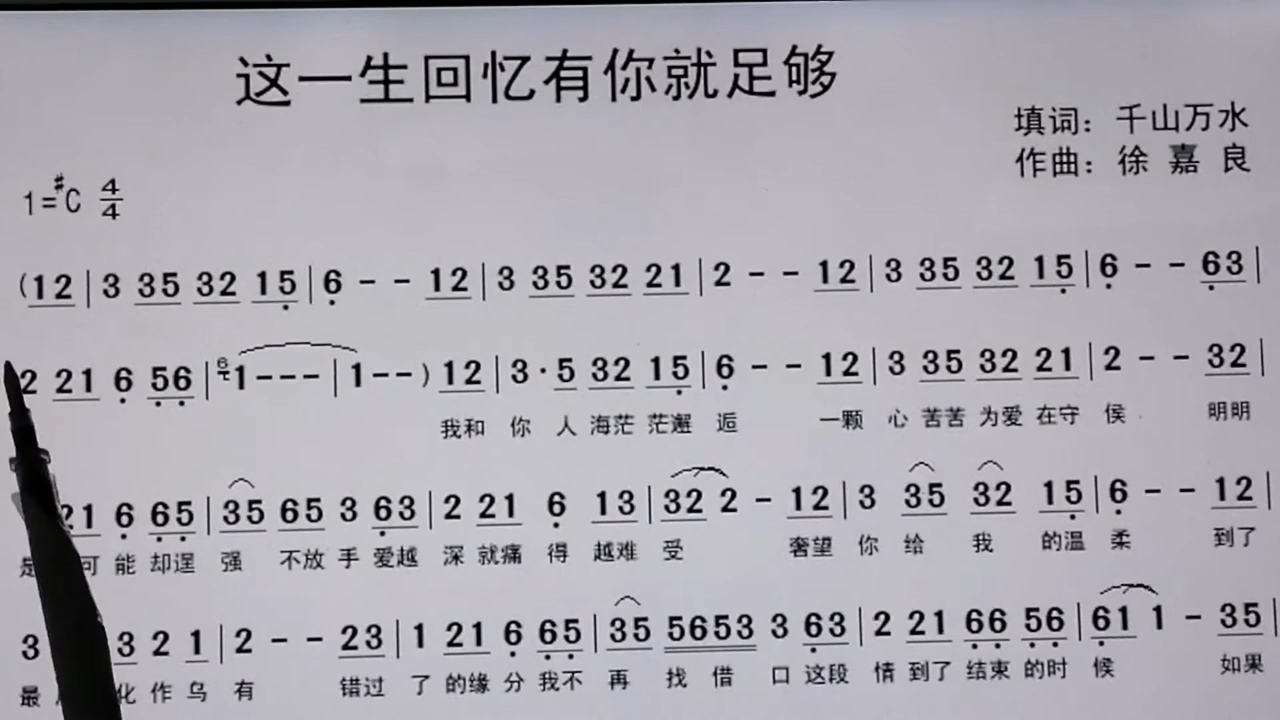 这一生回忆有你就足够
填词：千山万水
作曲：徐 嘉 良
1=#C 4/4
(12 | 3 35 32 15 | 6 - - 12 | 3 35 32 21 | 2 - - 12 | 3 35 32 15 | 6 - - 63 |
2 21 6 56 | 6 1 - - - | 1 - - ) 12 | 3 · 5 32 15 | 6 - - 12 | 3 35 32 21 | 2 - - 32 |
我和 你 人 海茫 茫邂 逅 一颗 心 苦苦 为爱 在守 侯 明明
21 6 65 | 35 65 3 63 | 2 21 6 13 | 32 2 - 12 | 3 35 32 15 | 6 - - 12 |
是 可 能 却逞 强 不放 手 爱越 深 就痛 得 越难 受 奢望 你 给 我 的温 柔 到了
3 3 2 1 | 2 - - 23 | 1 21 6 65 | 35 5653 3 63 | 2 21 66 56 | 61 1 - 35 |
最 化 作 乌 有 错过 了 的缘 分 我不 再 找 借 口 这段 情 到了 结束 的时 候 如果